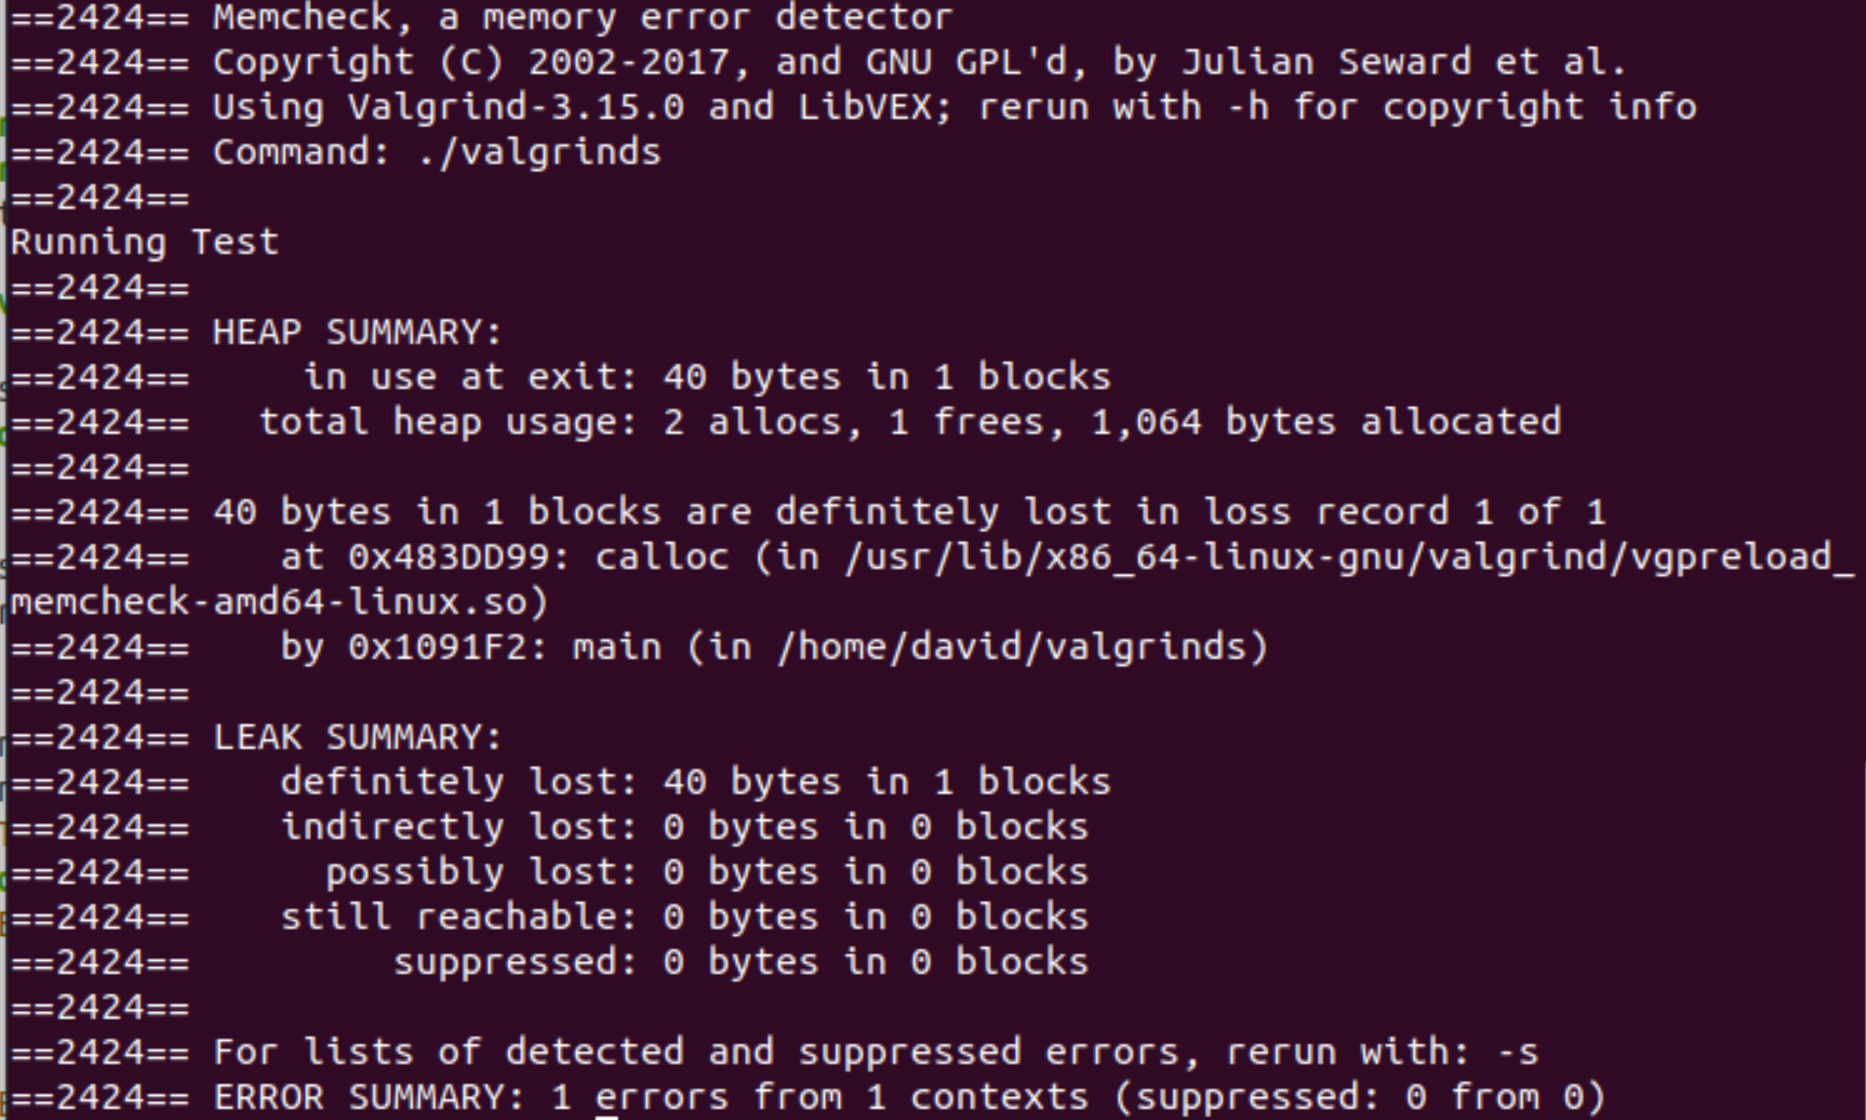 ==2424== Memcheck, a memory error detector
==2424== Copyright (C) 2002-2017, and GNU GPL'd, by Julian Seward et al.
==2424== Using Valgrind-3.15.0 and LibVEX; rerun with -h for copyright info
==2424== Command: ./valgrinds
==2424==
Running Test
==2424==
==2424== HEAP SUMMARY:
==2424==     in use at exit: 40 bytes in 1 blocks
==2424==   total heap usage: 2 allocs, 1 frees, 1,064 bytes allocated
==2424==
==2424== 40 bytes in 1 blocks are definitely lost in loss record 1 of 1
==2424==    at 0x483DD99: calloc (in /usr/lib/x86_64-linux-gnu/valgrind/vgpreload_
memcheck-amd64-linux.so)
==2424==    by 0x1091F2: main (in /home/david/valgrinds)
==2424==
==2424== LEAK SUMMARY:
==2424==    definitely lost: 40 bytes in 1 blocks
==2424==    indirectly lost: 0 bytes in 0 blocks
==2424==      possibly lost: 0 bytes in 0 blocks
==2424==    still reachable: 0 bytes in 0 blocks
==2424==         suppressed: 0 bytes in 0 blocks
==2424==
==2424== For lists of detected and suppressed errors, rerun with: -s
==2424== ERROR SUMMARY: 1 errors from 1 contexts (suppressed: 0 from 0)